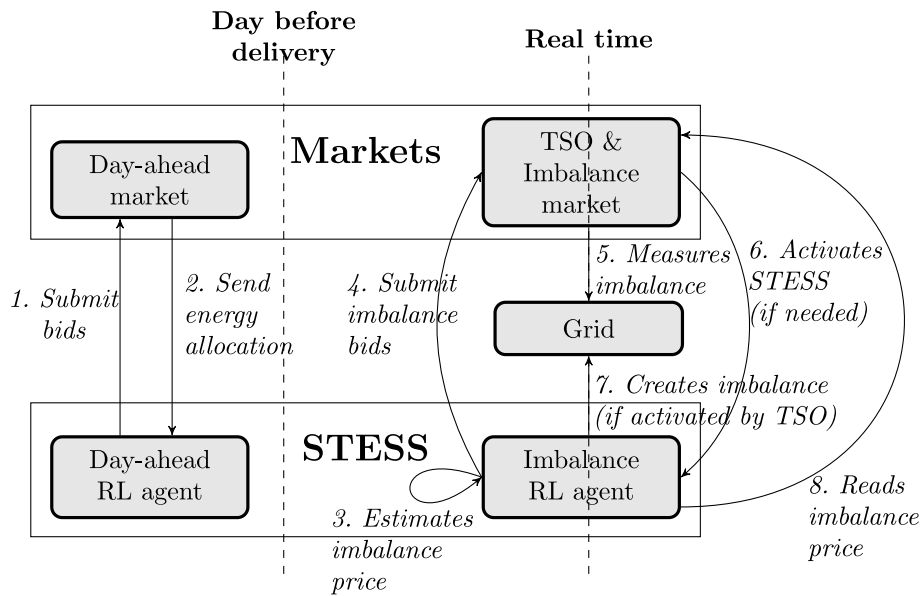 Day before
delivery
Real time
Markets
Day-ahead
market
TSO &
Imbalance
market
1. Submit
bids
2. Send
energy
allocation
4. Submit
imbalance
bids
5. Measures
imbalance
6. Activates
STESS
(if needed)
Grid
7. Creates imbalance
(if activated by TSO)
STESS
Day-ahead
RL agent
Imbalance
RL agent
3. Estimates
imbalance
price
8. Reads
imbalance
price